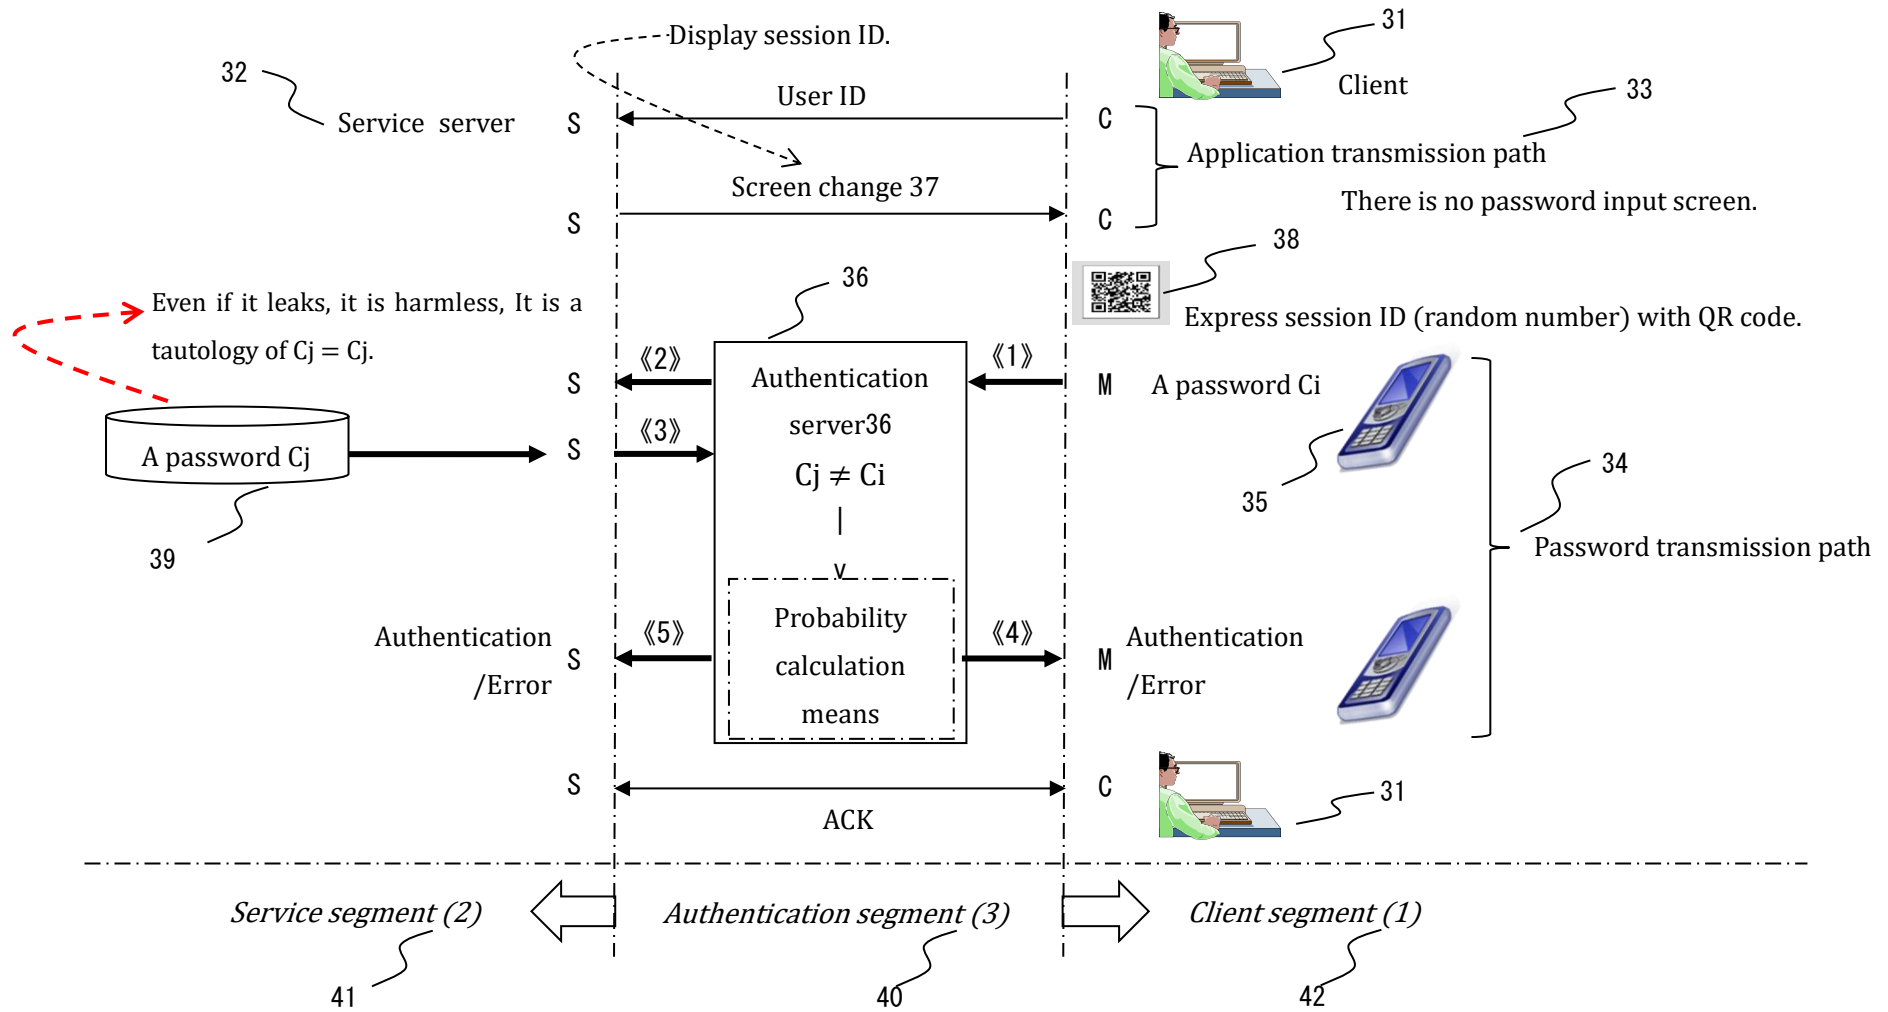 Display session ID.
31
32
Client
User ID
33
Service server
S
C
Application transmission path
Screen change 37
There is no password input screen.
S
C
38
36
Even if it leaks, it is harmless, It is a
tautology of Cj = Cj.
Express session ID (random number) with QR code.
《2》
《1》
S
Authentication
M
A password Ci
server36
《3》
S
A password Cj
Cj ≠ Ci
34
35
|
39
Password transmission path
v
Probability
Authentication
《5》
《4》
Authentication
S
calculation
M
/Error
/Error
means
S
C
31
ACK
Service segment (2)
Authentication segment (3)
Client segment (1)
41
40
42